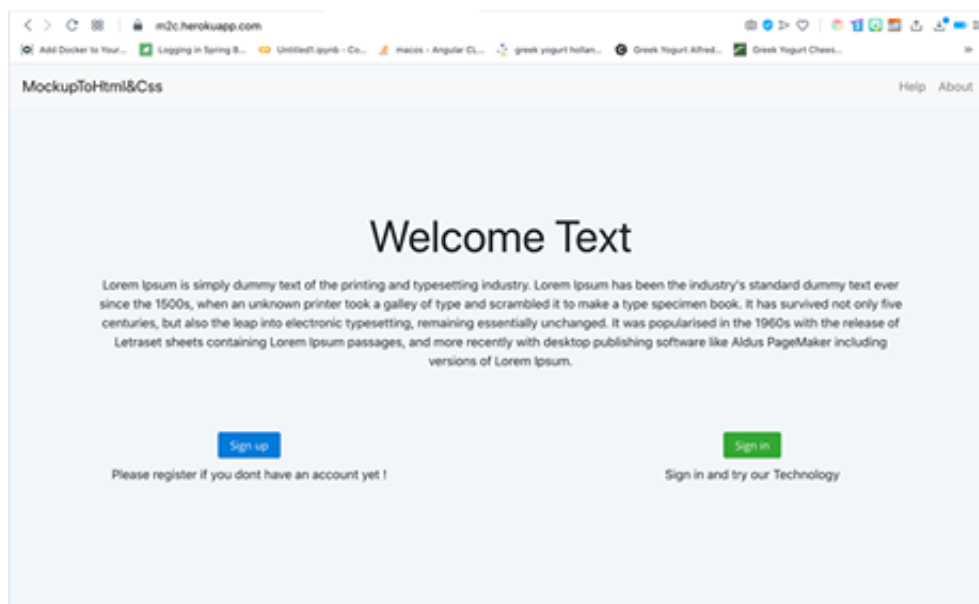 m2c.herokuapp.com
Add Docker to Your... Logging in Spring B... Untitled1.ipynb - Co... macos - Angular CL... greek yogurt hollan... Greek Yogurt Alfred... Greek Yogurt Chees...
MockupToHtml&Css Help About
Welcome Text
Lorem Ipsum is simply dummy text of the printing and typesetting industry. Lorem Ipsum has been the industry's standard dummy text ever
since the 1500s, when an unknown printer took a galley of type and scrambled it to make a type specimen book. It has survived not only five
centuries, but also the leap into electronic typesetting, remaining essentially unchanged. It was popularised in the 1960s with the release of
Letraset sheets containing Lorem Ipsum passages, and more recently with desktop publishing software like Aldus PageMaker including
versions of Lorem Ipsum.
Sign up Sign in
Please register if you dont have an account yet ! Sign in and try our Technology